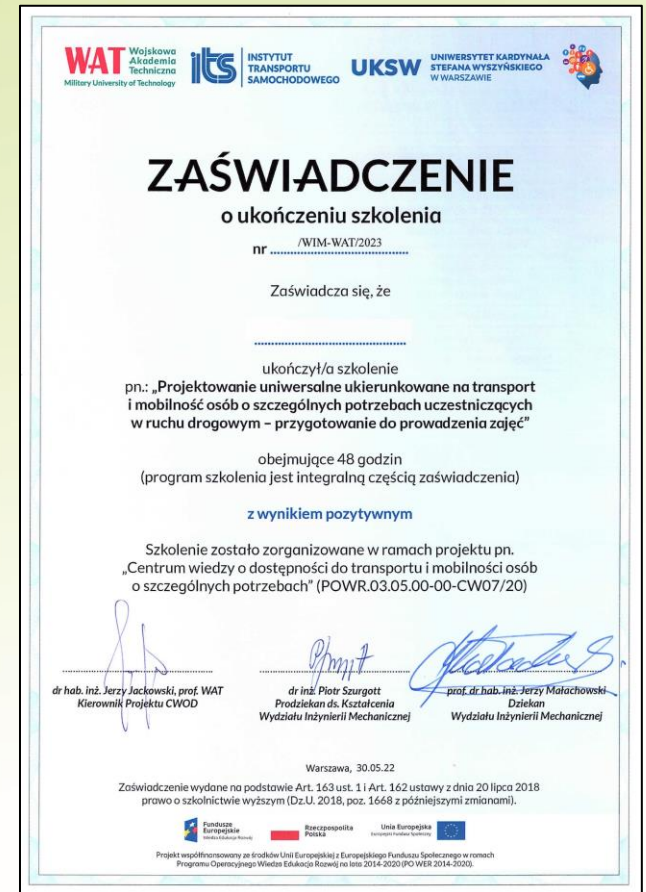 WAT Wojskowa Akademia Techniczna
Military University of Technology
its INSTYTUT TRANSPORTU SAMOCHODOWEGO
UKSW UNIWERSYTET KARDYNAŁA STEFANA WYSZYŃSKIEGO W WARSZAWIE
ZAŚWIADCZENIE
o ukończeniu szkolenia
nr /WIM-WAT/2023
Zaświadcza się, że
ukończył/a szkolenie
pn.: „Projektowanie uniwersalne ukierunkowane na transport
i mobilność osób o szczególnych potrzebach uczestniczących
w ruchu drogowym – przygotowanie do prowadzenia zajęć”
obejmujące 48 godzin
(program szkolenia jest integralną częścią zaświadczenia)
z wynikiem pozytywnym
Szkolenie zostało zorganizowane w ramach projektu pn.
„Centrum wiedzy o dostępności do transportu i mobilności osób
o szczególnych potrzebach” (POWR.03.05.00-00-CW07/20)
dr hab. inż. Jerzy Jackowski, prof. WAT
Kierownik Projektu CWOD
dr inż. Piotr Szurgott
Prodziekan ds. Kształcenia
Wydziału Inżynierii Mechanicznej
prof. dr hab. inż. Jerzy Małachowski
Dziekan
Wydziału Inżynierii Mechanicznej
Warszawa, 30.05.22
Zaświadczenie wydane na podstawie Art. 163 ust. 1 i Art. 162 ustawy z dnia 20 lipca 2018
prawo o szkolnictwie wyższym (Dz.U. 2018, poz. 1668 z późniejszymi zmianami).
Fundusze Europejskie
Wiedza Edukacja Rozwój
Rzeczpospolita Polska
Unia Europejska
Europejski Fundusz Społeczny
Projekt współfinansowany ze środków Unii Europejskiej z Europejskiego Funduszu Społecznego w ramach
Programu Operacyjnego Wiedza Edukacja Rozwój na lata 2014-2020 (PO WER 2014-2020).